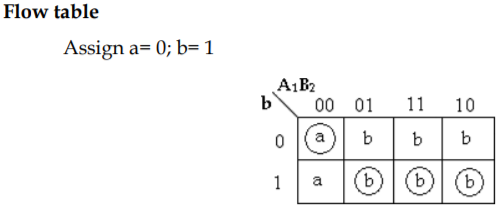 Flow table
Assign a= 0; b= 1
A₁B₂
b 00 01 11 10
0 a b b b
1 a b b b